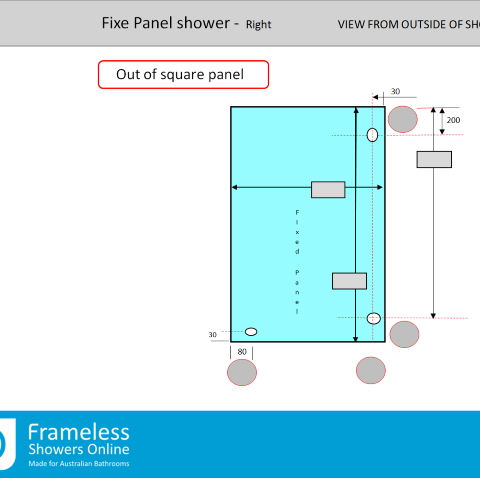 Fixe Panel shower - Right
VIEW FROM OUTSIDE OF SH
Out of square panel
30
200
Fixed Panel
30
80
Frameless
Showers Online
Made for Australian Bathrooms